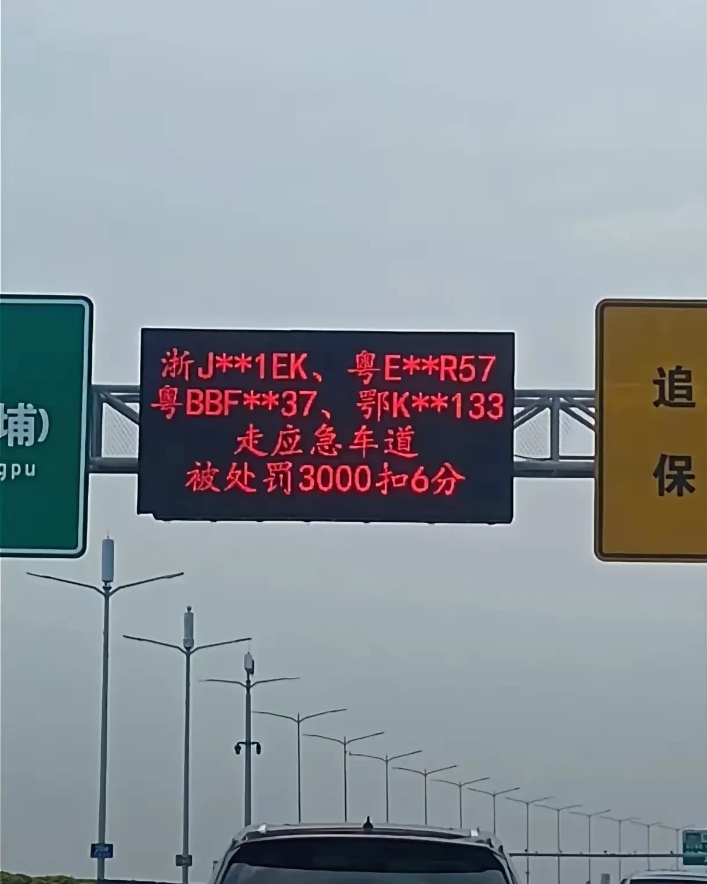 浙J**1EK、粤E**R57
粤BBF**37、鄂K**133
走应急车道
被处罚3000扣6分
埔)
gpu
追
保